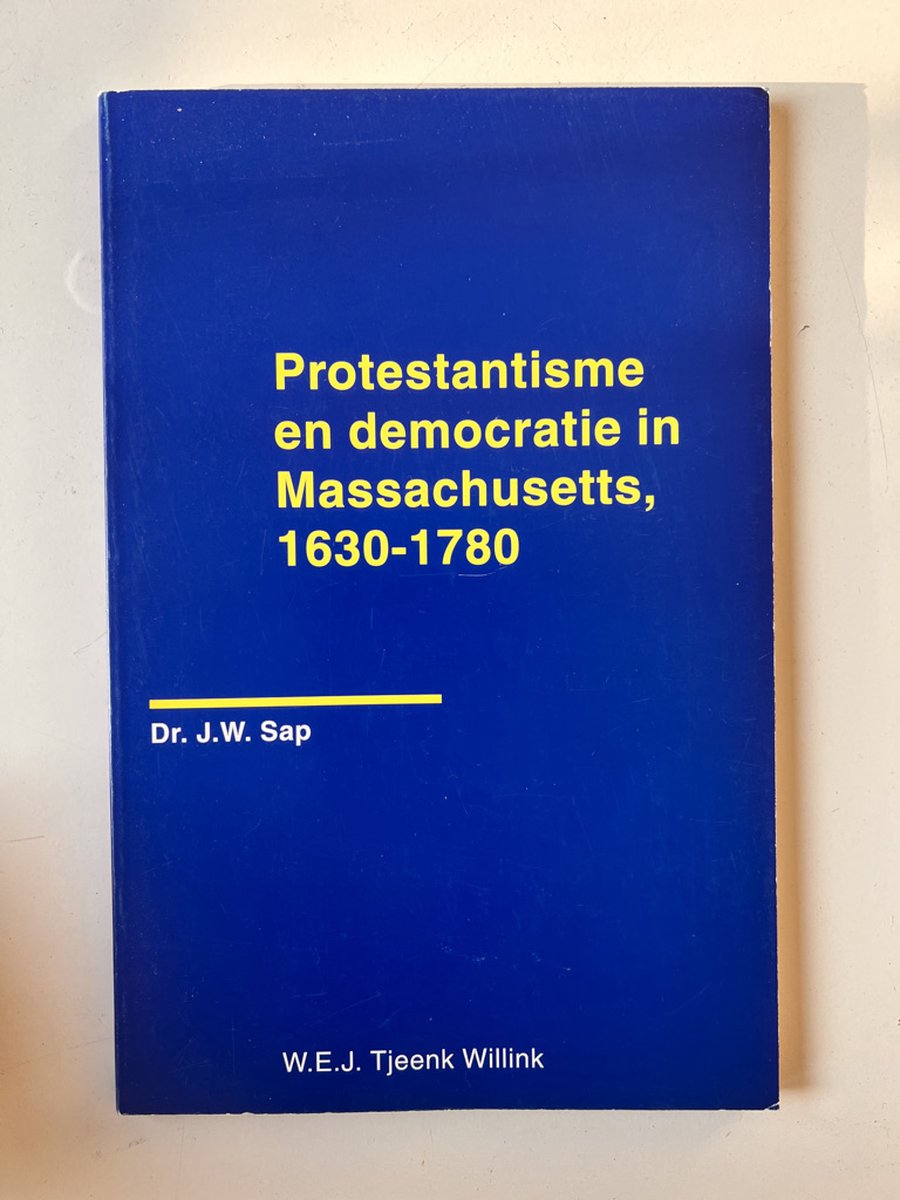 Protestantisme
en democratie in
Massachusetts,
1630-1780
Dr. J.W. Sap
W.E.J. Tjeenk Willink